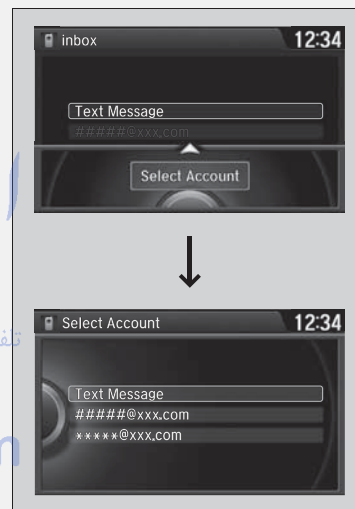 inbox
12:34
Text Message
#####@xxx.com
Select Account
Select Account
12:34
Text Message
#####@xxx.com
*****@xxx.com